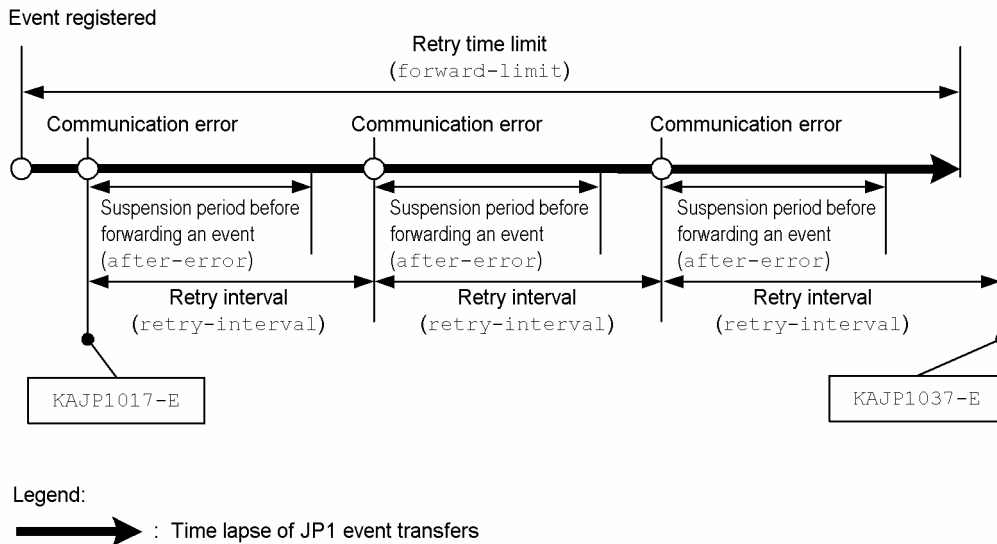 Event registered
Retry time limit
(forward-limit)
Communication error
Communication error
Communication error
Suspension period before
forwarding an event
(after-error)
Suspension period before
forwarding an event
(after-error)
Suspension period before
forwarding an event
(after-error)
Retry interval
(retry-interval)
Retry interval
(retry-interval)
Retry interval
(retry-interval)
KAJP1017-E
KAJP1037-E
Legend:
: Time lapse of JP1 event transfers